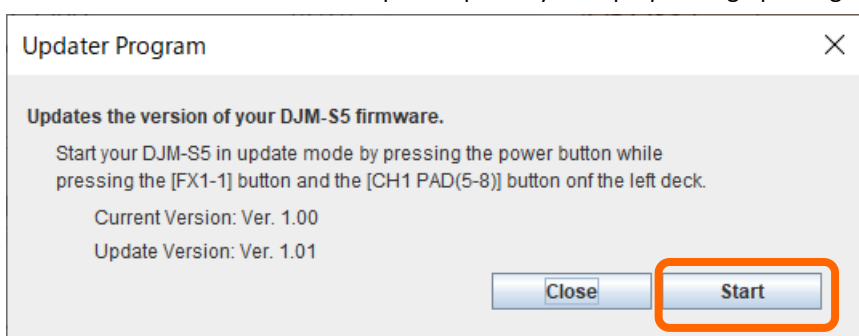 Updater Program
Updates the version of your DJM-S5 firmware.
Start your DJM-S5 in update mode by pressing the power button while
pressing the [FX1-1] button and the [CH1 PAD(5-8)] button onf the left deck.
Current Version: Ver. 1.00
Update Version: Ver. 1.01
Close Start